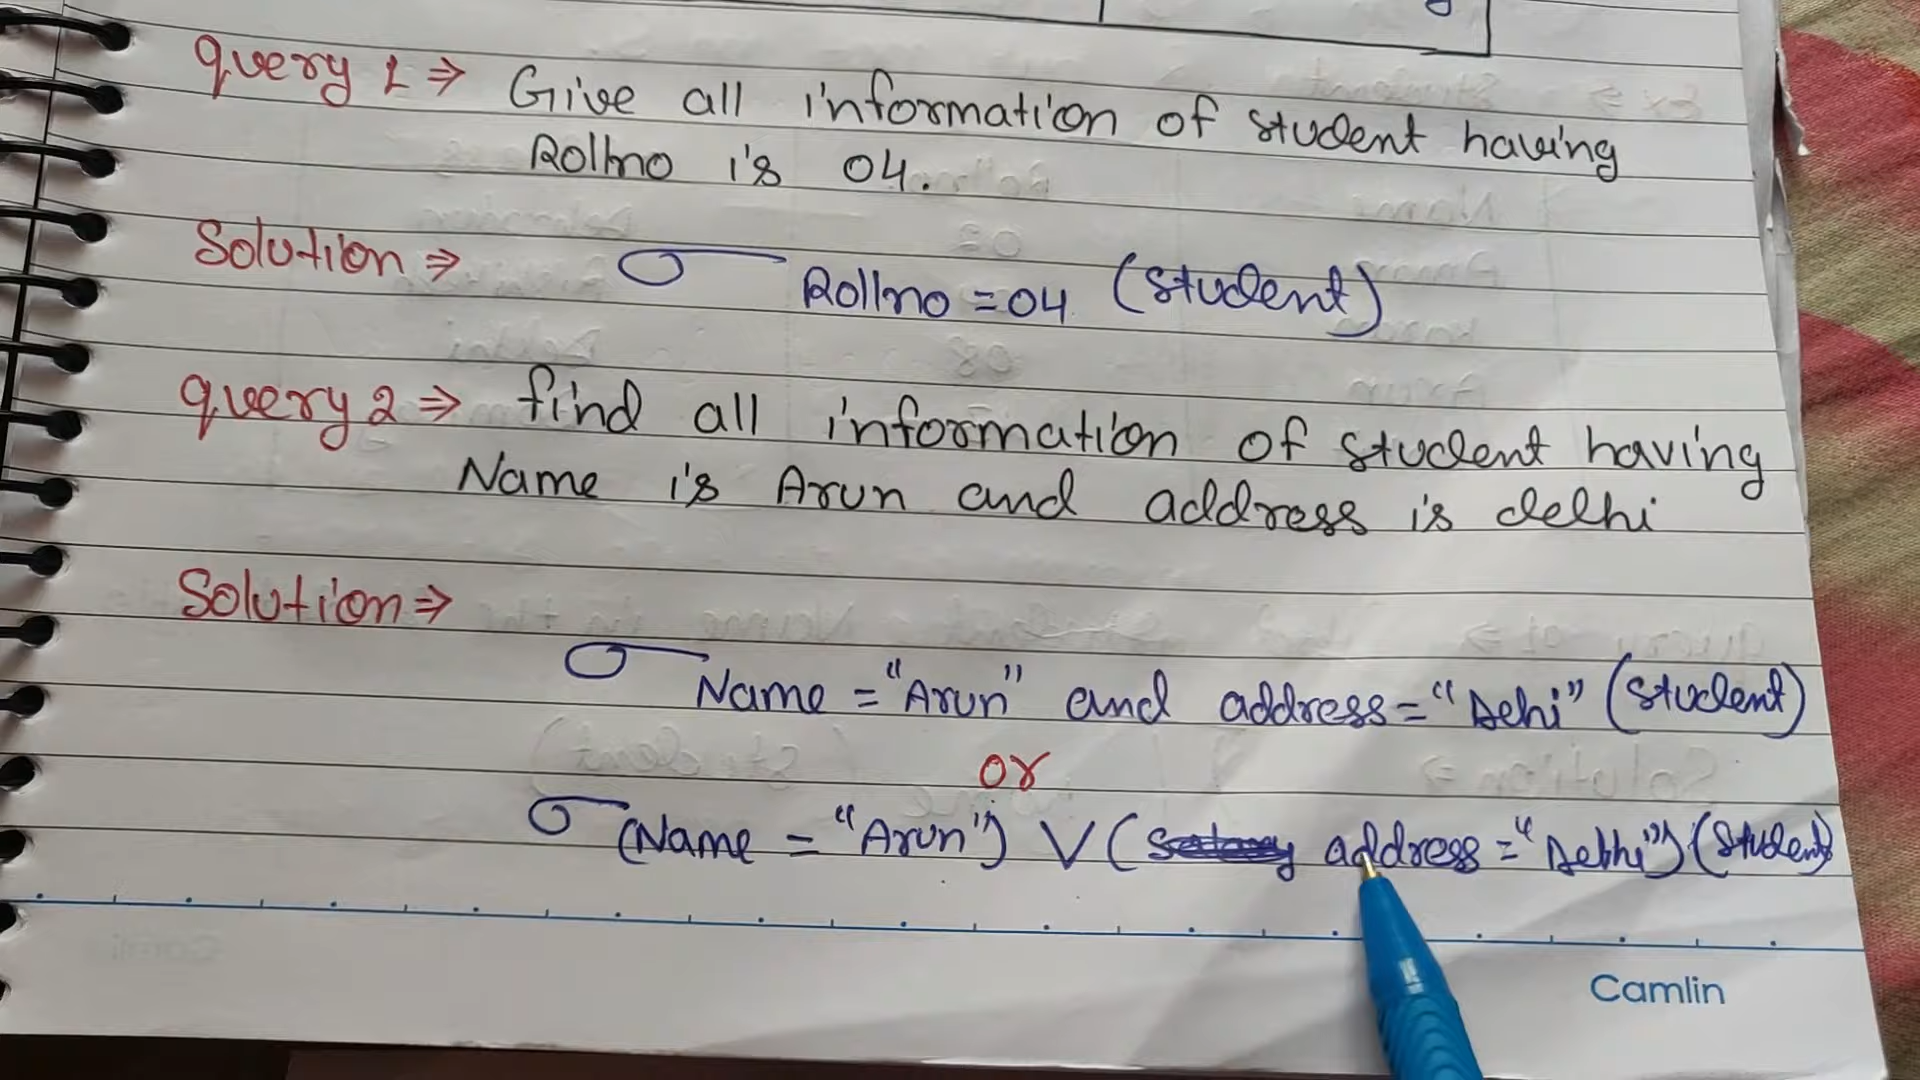 query 1 ⇒ Give all information of student having
Rollno is 04.
Solution ⇒ σ Rollno = 04 (Student)
query 2 ⇒ find all information of student having
Name is Arun and address is delhi
Solution ⇒
σ Name = "Arun" and address = "Dehi" (Student)
or
σ (Name = "Arun") V ( address = "Delhi") (Student)
Camlin